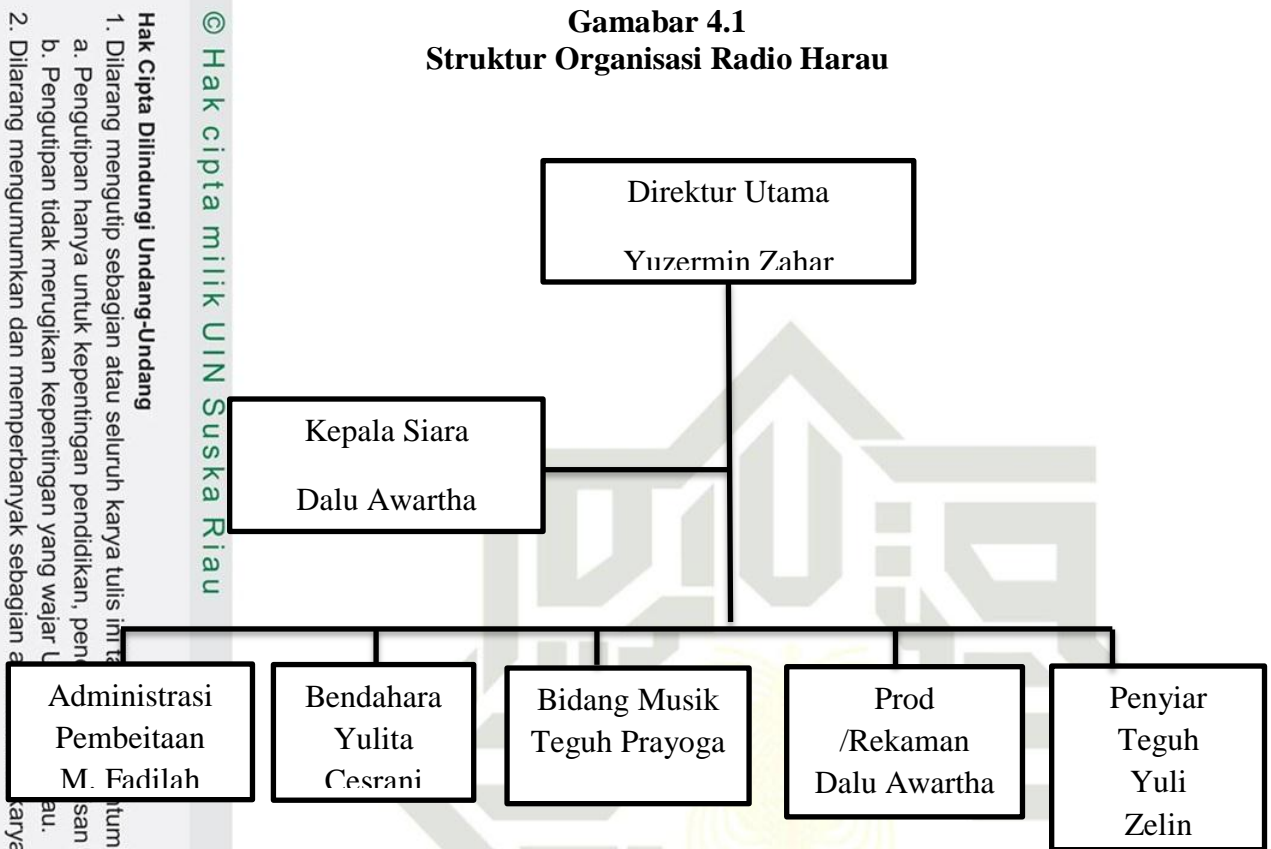 Gamabar 4.1
Struktur Organisasi Radio Harau
Direktur Utama
Yuzermin Zahar
Kepala Siara
Dalu Awartha
Administrasi
Pembeitaan
M. Fadilah
Bendahara
Yulita
Cesrani
Bidang Musik
Teguh Prayoga
Prod
/Rekaman
Dalu Awartha
Penyiar
Teguh
Yuli
Zelin
© Hak cipta milik UIN Suska Riau
Hak Cipta Dilindungi Undang-Undang
1. Dilarang mengutip sebagian atau seluruh karya tulis ini
a. Pengutipan hanya untuk kepentingan pendidikan,
b. Pengutipan tidak merugikan kepentingan yang wajar
2. Dilarang mengumumkan dan memperbanyak sebagian